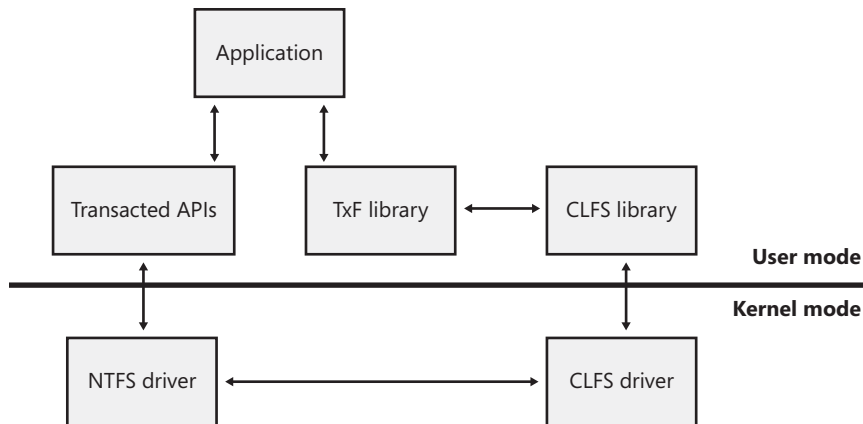 Application
Transacted APIs
TxF library
CLFS library
User mode
Kernel mode
NTFS driver
CLFS driver